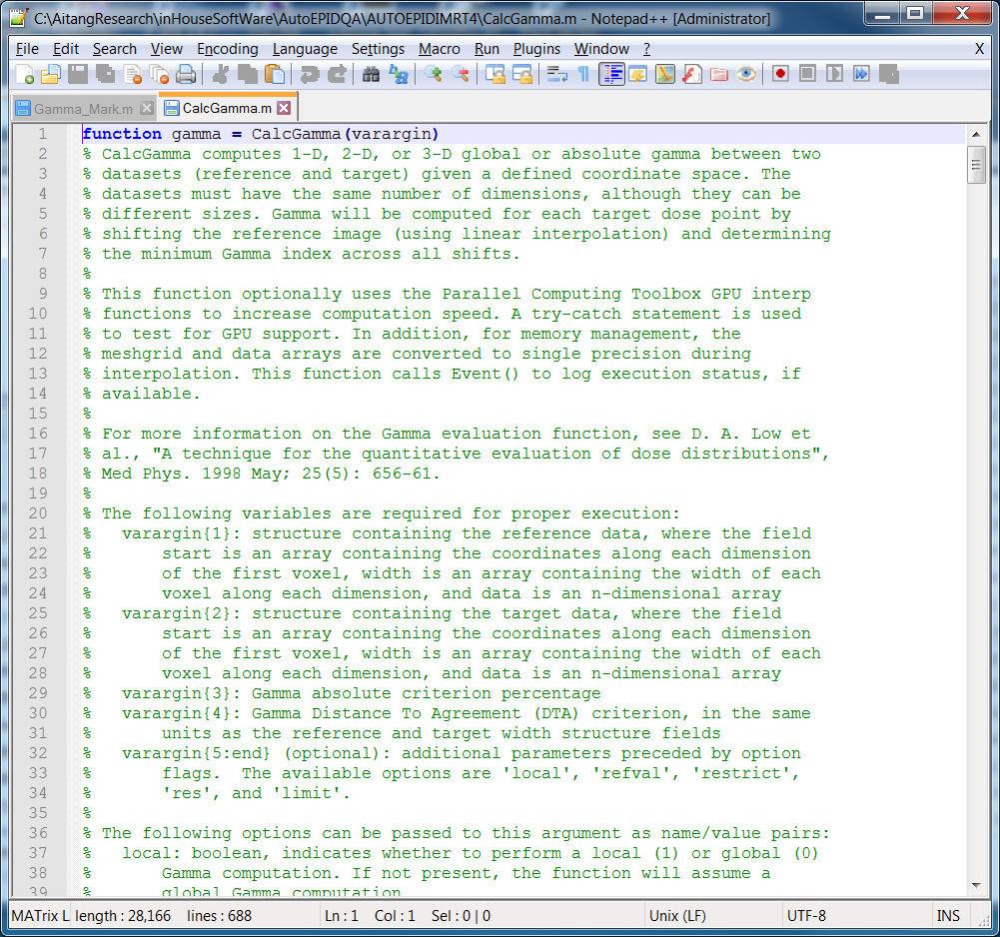 C:\AitangResearch\inHouseSoftWare\AutoEPIDQA\AUTOEPIDIMRT4\CalcGamma.m - Notepad++ [Administrator]
File Edit Search View Encoding Language Settings Macro Run Plugins Window ? X
Gamma_Mark.m CalcGamma.m
1 function gamma = CalcGamma(varargin)
2 % CalcGamma computes 1-D, 2-D, or 3-D global or absolute gamma between two
3 % datasets (reference and target) given a defined coordinate space. The
4 % datasets must have the same number of dimensions, although they can be
5 % different sizes. Gamma will be computed for each target dose point by
6 % shifting the reference image (using linear interpolation) and determining
7 % the minimum Gamma index across all shifts.
8 %
9 % This function optionally uses the Parallel Computing Toolbox GPU interp
10 % functions to increase computation speed. A try-catch statement is used
11 % to test for GPU support. In addition, for memory management, the
12 % meshgrid and data arrays are converted to single precision during
13 % interpolation. This function calls Event() to log execution status, if
14 % available.
15 %
16 % For more information on the Gamma evaluation function, see D. A. Low et
17 % al., "A technique for the quantitative evaluation of dose distributions",
18 % Med Phys. 1998 May; 25(5): 656-61.
19 %
20 % The following variables are required for proper execution:
21 %   varargin{1}: structure containing the reference data, where the field
22 %       start is an array containing the coordinates along each dimension
23 %       of the first voxel, width is an array containing the width of each
24 %       voxel along each dimension, and data is an n-dimensional array
25 %   varargin{2}: structure containing the target data, where the field
26 %       start is an array containing the coordinates along each dimension
27 %       of the first voxel, width is an array containing the width of each
28 %       voxel along each dimension, and data is an n-dimensional array
29 %   varargin{3}: Gamma absolute criterion percentage
30 %   varargin{4}: Gamma Distance To Agreement (DTA) criterion, in the same
31 %       units as the reference and target width structure fields
32 %   varargin{5:end} (optional): additional parameters preceded by option
33 %       flags.  The available options are 'local', 'refval', 'restrict',
34 %       'res', and 'limit'.
35 %
36 % The following options can be passed to this argument as name/value pairs:
37 %   local: boolean, indicates whether to perform a local (1) or global (0)
38 %       Gamma computation. If not present, the function will assume a
39 %       global Gamma computation
MATrix L length : 28,166 lines : 688 Ln : 1 Col : 1 Sel : 0 | 0 Unix (LF) UTF-8 INS